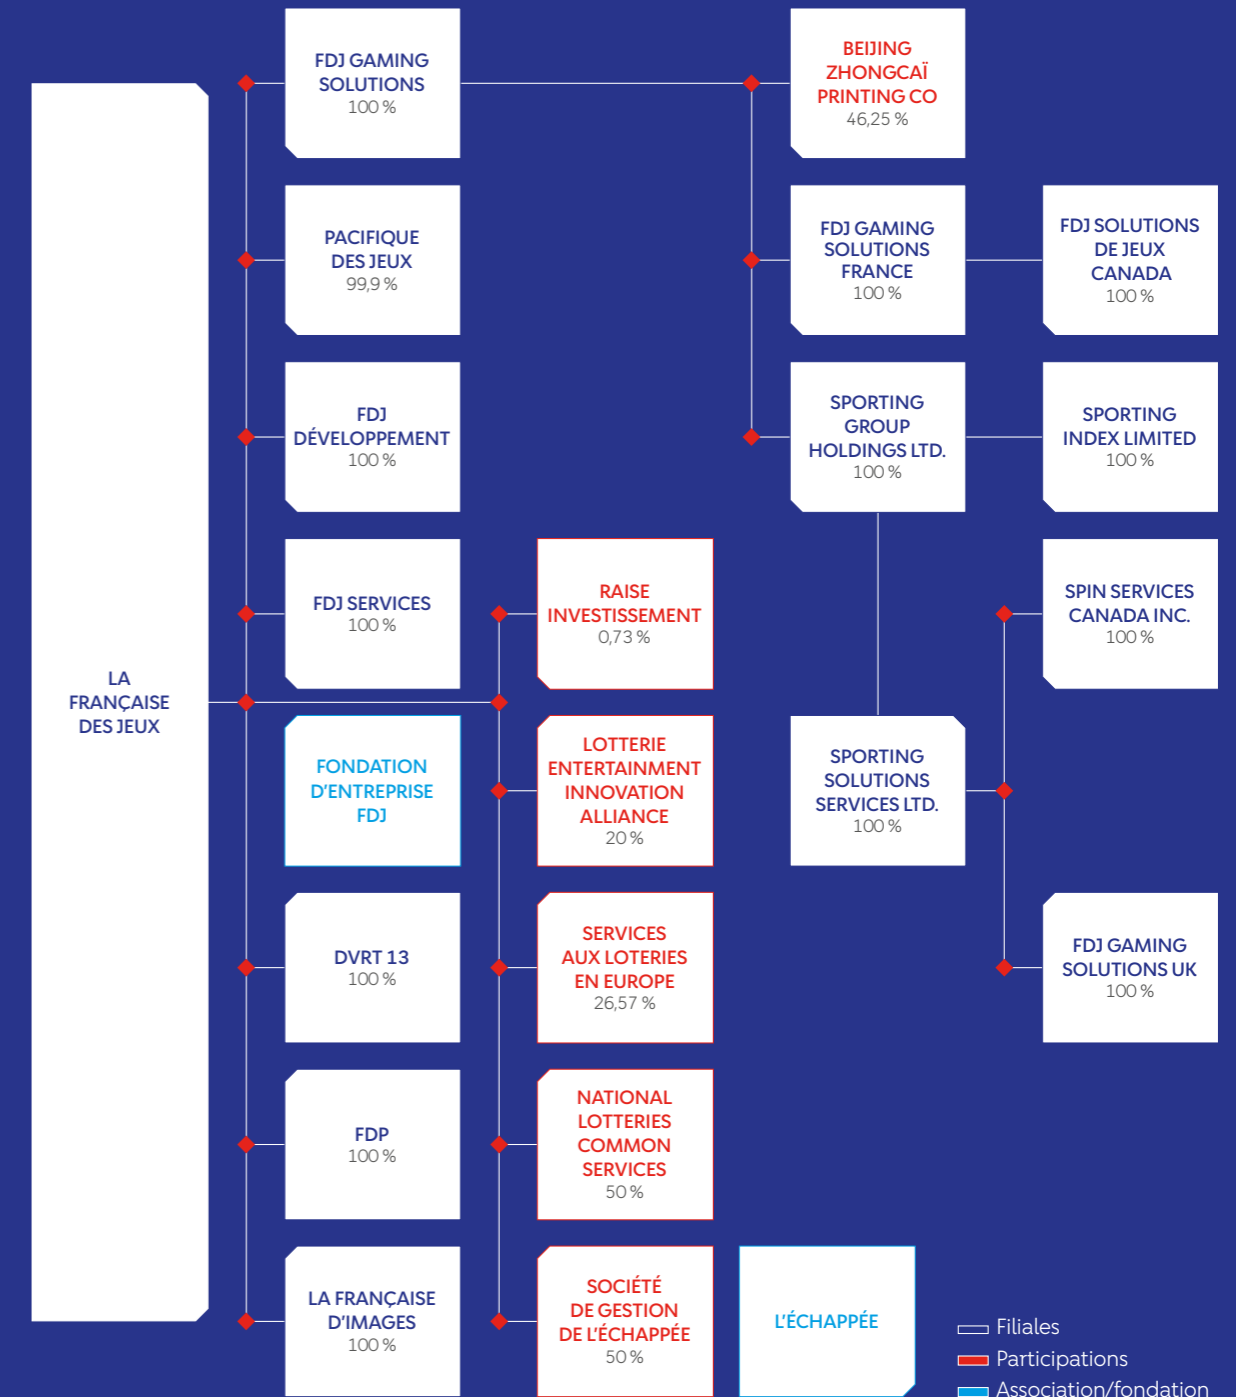 LA
FRANÇAISE
DES JEUX
FDJ GAMING
SOLUTIONS
100 %
PACIFIQUE
DES JEUX
99,9 %
FDJ
DÉVELOPPEMENT
100 %
FDJ SERVICES
100 %
FONDATION
D'ENTREPRISE
FDJ
DVRT 13
100 %
FDP
100 %
LA FRANÇAISE
D'IMAGES
100 %
RAISE
INVESTISSEMENT
0,73 %
LOTTERIE
ENTERTAINMENT
INNOVATION
ALLIANCE
20 %
SERVICES
AUX LOTERIES
EN EUROPE
26,57 %
NATIONAL
LOTTERIES
COMMON
SERVICES
50 %
SOCIÉTÉ
DE GESTION
DE L'ÉCHAPPÉE
50 %
L'ÉCHAPPÉE
BEIJING
ZHONGCAÏ
PRINTING CO
46,25 %
FDJ GAMING
SOLUTIONS
FRANCE
100 %
SPORTING
GROUP
HOLDINGS LTD.
100 %
SPORTING
SOLUTIONS
SERVICES LTD.
100 %
FDJ SOLUTIONS
DE JEUX
CANADA
100 %
SPORTING
INDEX LIMITED
100 %
SPIN SERVICES
CANADA INC.
100 %
FDJ GAMING
SOLUTIONS UK
100 %
Filiales
Participations
Association/fondation